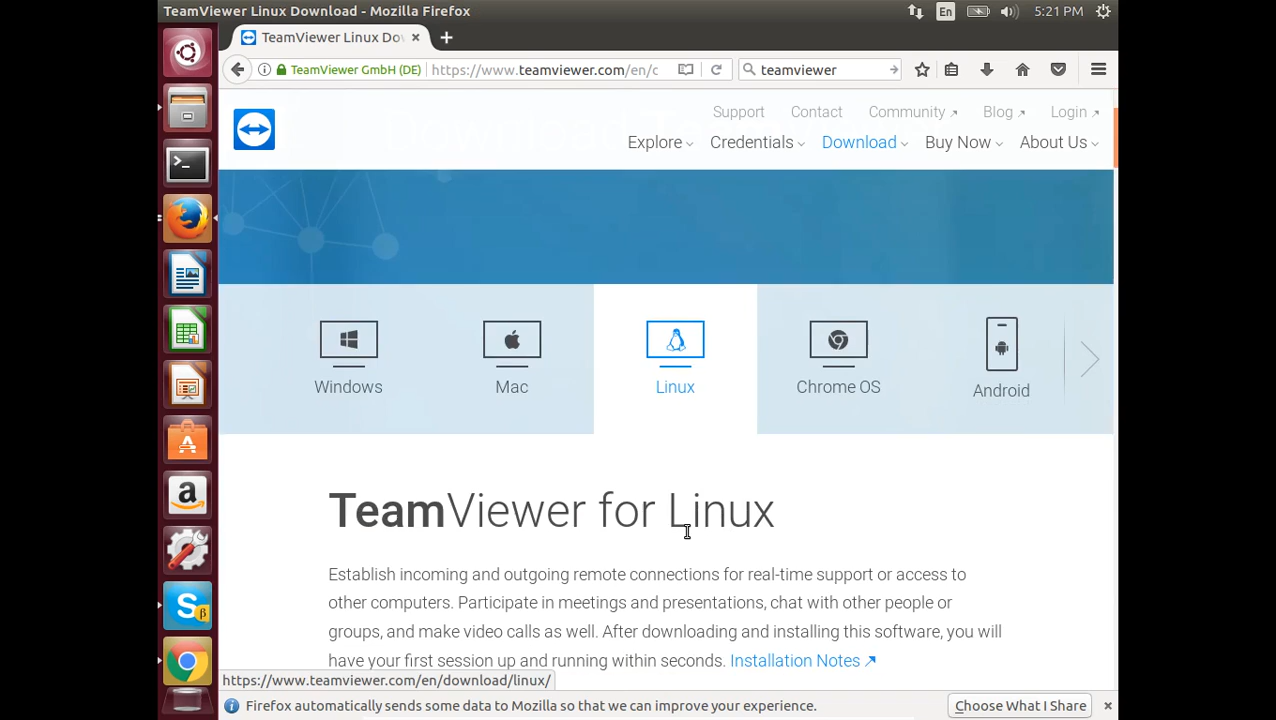 TeamViewer Linux Download - Mozilla Firefox
En
5:21 PM
TeamViewer Linux Do
TeamViewer GmbH (DE)
https://www.teamviewer.com/en/c
teamviewer
Support
Contact
Community
Blog
Login
Explore
Credentials
Download
Buy Now
About Us
Windows
Mac
Linux
Chrome OS
Android
TeamViewer for Linux
Establish incoming and outgoing remote connections for real-time support or access to
other computers. Participate in meetings and presentations, chat with other people or
groups, and make video calls as well. After downloading and installing this software, you will
have your first session up and running within seconds. Installation Notes
https://www.teamviewer.com/en/download/linux/
Firefox automatically sends some data to Mozilla so that we can improve your experience.
Choose What I Share